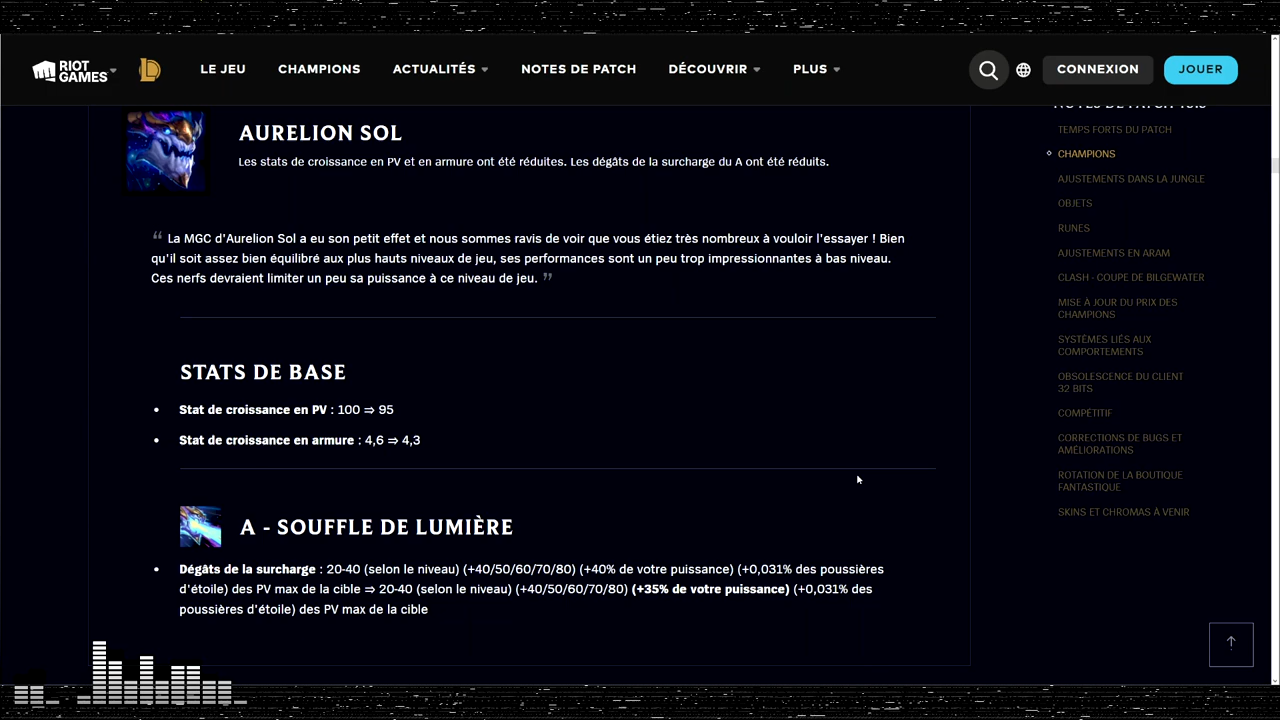 RIOT GAMES
LE JEU
CHAMPIONS
ACTUALITÉS
NOTES DE PATCH
DÉCOUVRIR
PLUS
CONNEXION
JOUER
AURELION SOL
Les stats de croissance en PV et en armure ont été réduites. Les dégâts de la surcharge du A ont été réduits.
“ La MGC d'Aurelion Sol a eu son petit effet et nous sommes ravis de voir que vous étiez très nombreux à vouloir l'essayer ! Bien
qu'il soit assez bien équilibré aux plus hauts niveaux de jeu, ses performances sont un peu trop impressionnantes à bas niveau.
Ces nerfs devraient limiter un peu sa puissance à ce niveau de jeu. ”
STATS DE BASE
• Stat de croissance en PV : 100 ⇒ 95
• Stat de croissance en armure : 4,6 ⇒ 4,3
A - SOUFFLE DE LUMIÈRE
• Dégâts de la surcharge : 20-40 (selon le niveau) (+40/50/60/70/80) (+40% de votre puissance) (+0,031% des poussières
d'étoile) des PV max de la cible ⇒ 20-40 (selon le niveau) (+40/50/60/70/80) (+35% de votre puissance) (+0,031% des
poussières d'étoile) des PV max de la cible
NOTES DE PATCH
TEMPS FORTS DU PATCH
CHAMPIONS
AJUSTEMENTS DANS LA JUNGLE
OBJETS
RUNES
AJUSTEMENTS EN ARAM
CLASH - COUPE DE BILGEWATER
MISE À JOUR DU PRIX DES
CHAMPIONS
SYSTÈMES LIÉS AUX
COMPORTEMENTS
OBSOLESCENCE DU CLIENT
32 BITS
COMPÉTITIF
CORRECTIONS DE BUGS ET
AMÉLIORATIONS
ROTATION DE LA BOUTIQUE
FANTASTIQUE
SKINS ET CHROMAS À VENIR